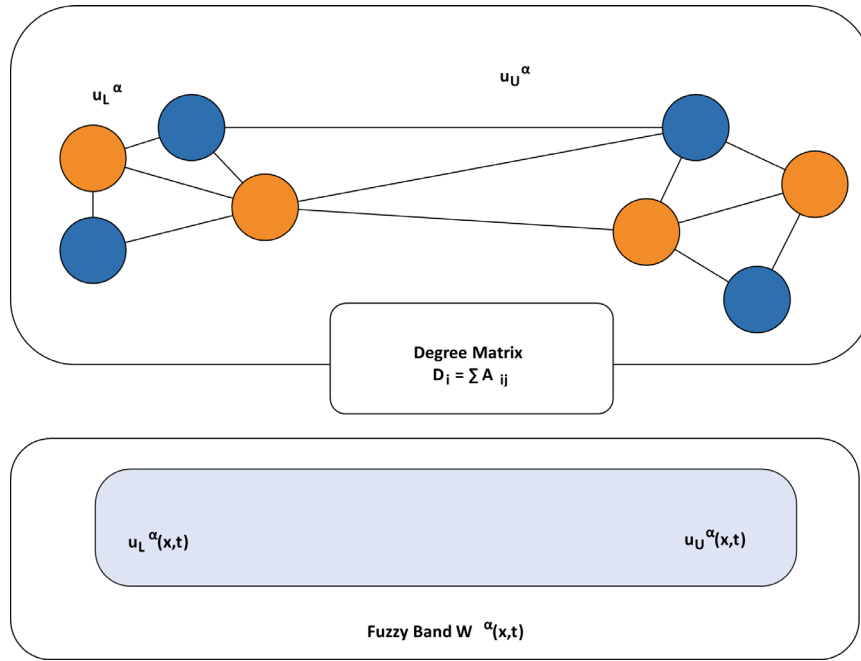 u_L^α
u_U^α
Degree Matrix
D_i = ∑ A_ij
u_L^α(x,t)
u_U^α(x,t)
Fuzzy Band W^α(x,t)